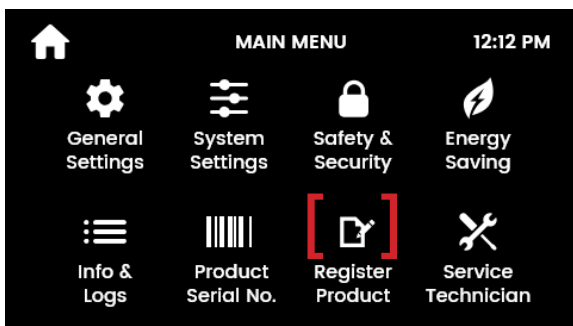 MAIN MENU 12:12 PM
General Settings
System Settings
Safety & Security
Energy Saving
Info & Logs
Product Serial No.
Register Product
Service Technician